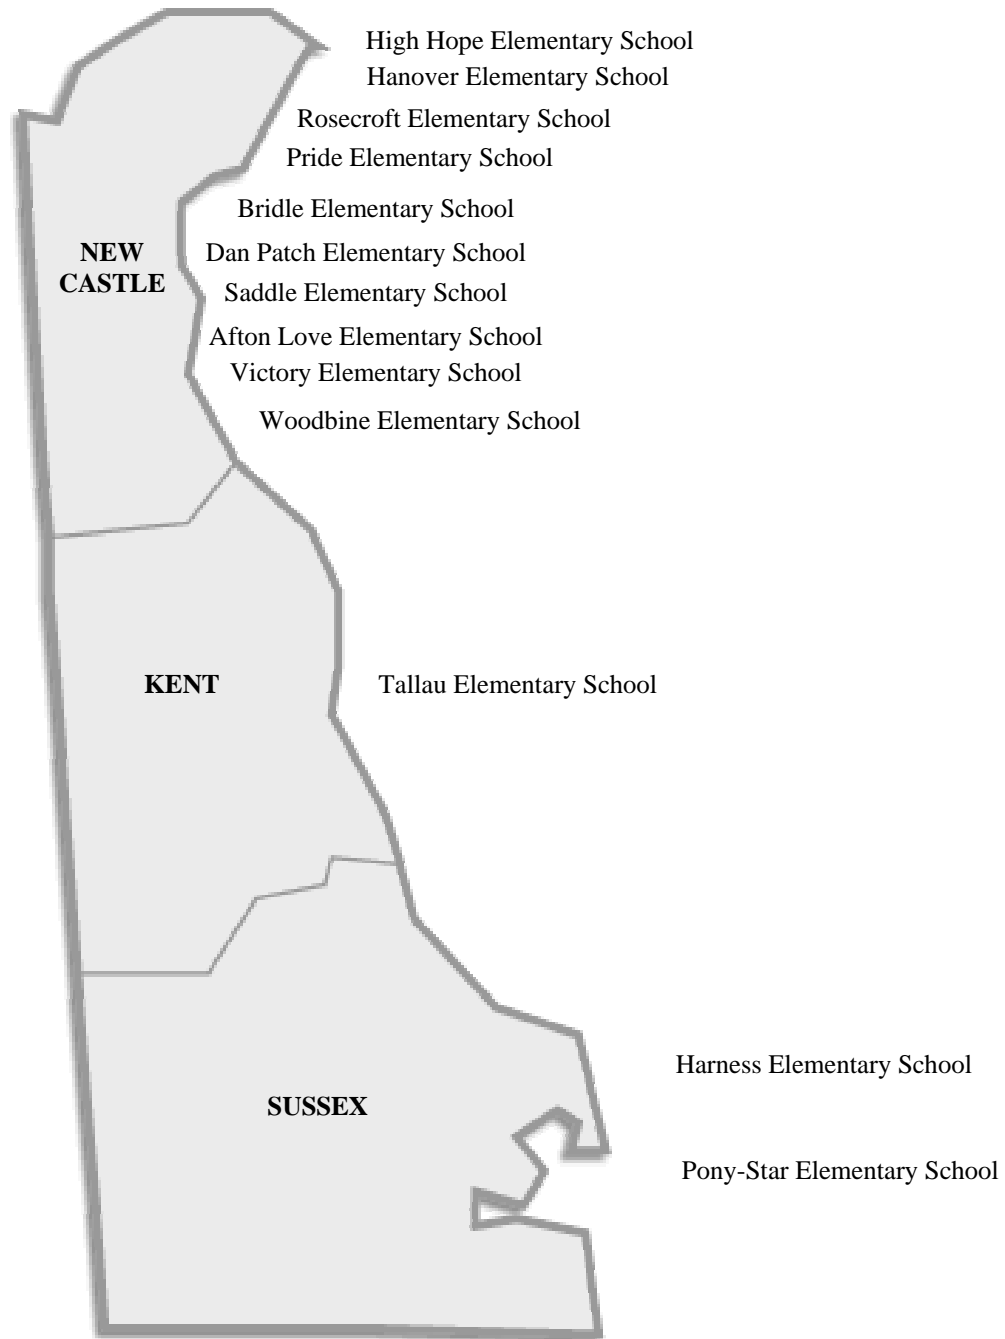 High Hope Elementary School
Hanover Elementary School
Rosecroft Elementary School
Pride Elementary School
Bridle Elementary School
NEW
CASTLE
Dan Patch Elementary School
Saddle Elementary School
Afton Love Elementary School
Victory Elementary School
Woodbine Elementary School
KENT
Tallau Elementary School
Harness Elementary School
SUSSEX
Pony-Star Elementary School